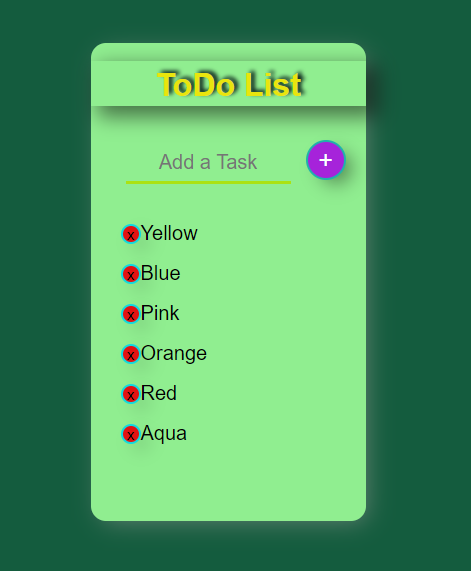 ToDo List
Add a Task +
x Yellow
x Blue
x Pink
x Orange
x Red
x Aqua